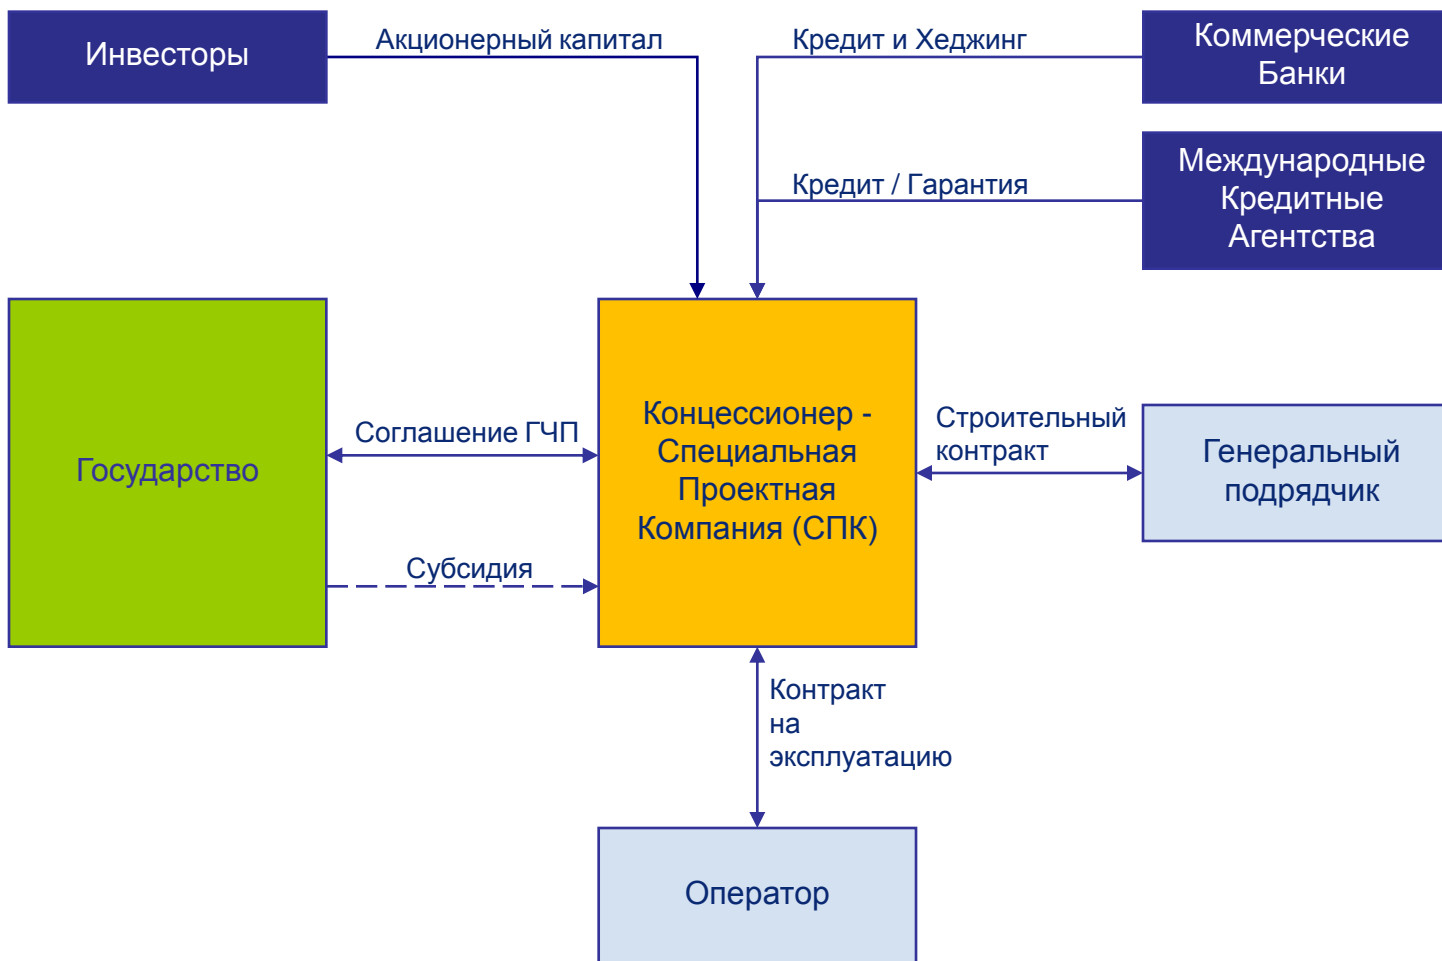 Инвесторы
Акционерный капитал
Кредит и Хеджинг
Коммерческие
Банки
Кредит / Гарантия
Международные
Кредитные
Агентства
Государство
Соглашение ГЧП
Субсидия
Концессионер -
Специальная
Проектная
Компания (СПК)
Строительный
контракт
Генеральный
подрядчик
Контракт
на
эксплуатацию
Оператор